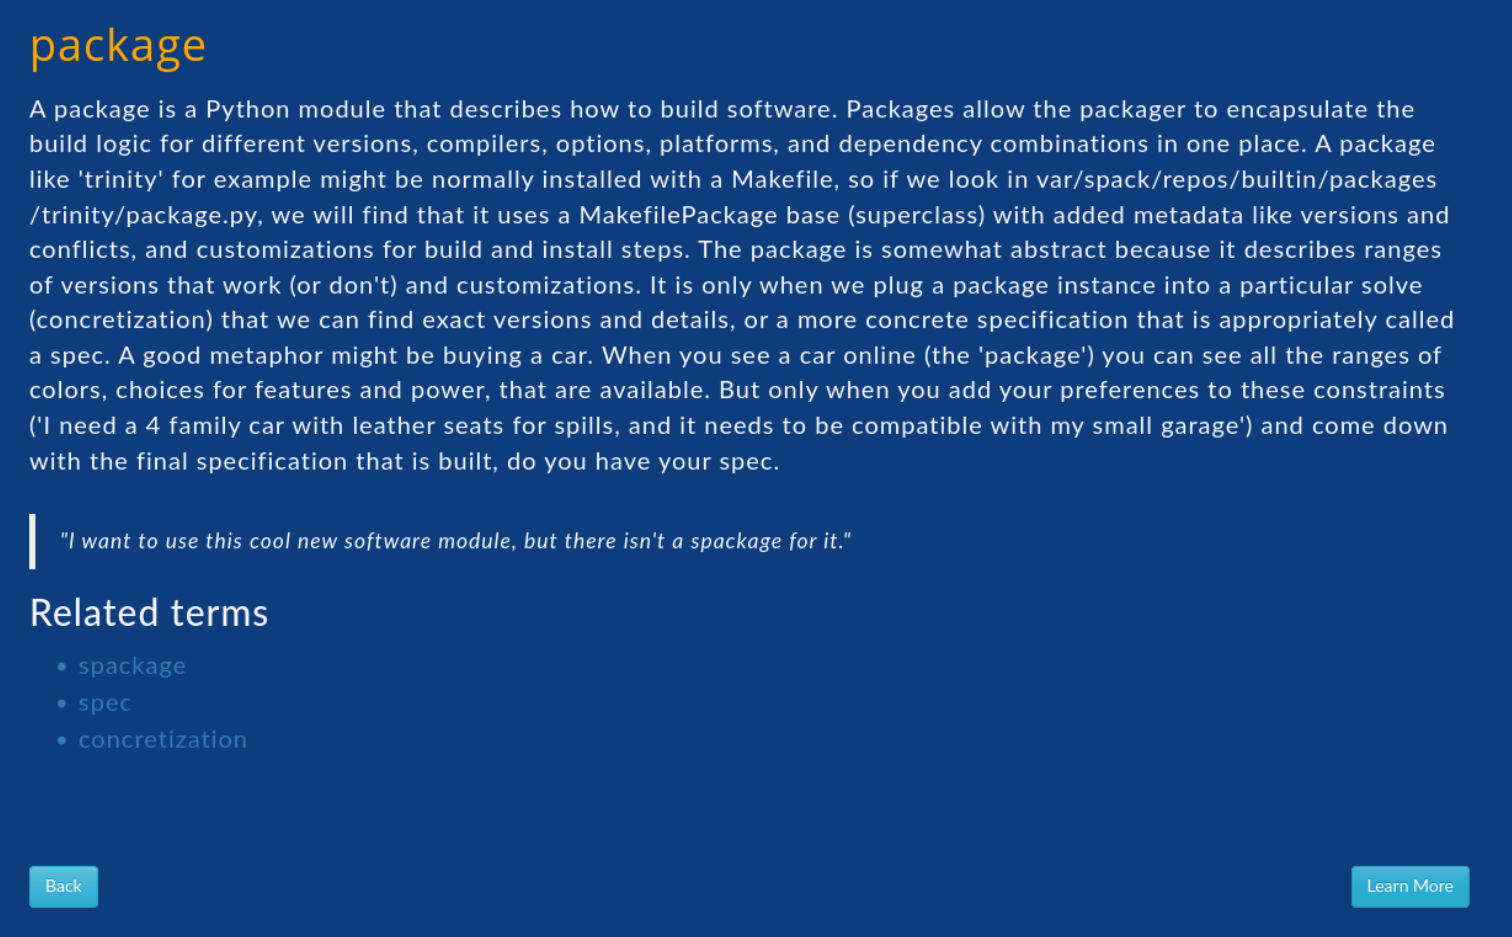 package
A package is a Python module that describes how to build software. Packages allow the packager to encapsulate the
build logic for different versions, compilers, options, platforms, and dependency combinations in one place. A package
like 'trinity' for example might be normally installed with a Makefile, so if we look in var/spack/repos/builtin/packages
/trinity/package.py, we will find that it uses a MakefilePackage base (superclass) with added metadata like versions and
conflicts, and customizations for build and install steps. The package is somewhat abstract because it describes ranges
of versions that work (or don't) and customizations. It is only when we plug a package instance into a particular solve
(concretization) that we can find exact versions and details, or a more concrete specification that is appropriately called
a spec. A good metaphor might be buying a car. When you see a car online (the 'package') you can see all the ranges of
colors, choices for features and power, that are available. But only when you add your preferences to these constraints
('I need a 4 family car with leather seats for spills, and it needs to be compatible with my small garage') and come down
with the final specification that is built, do you have your spec.
"I want to use this cool new software module, but there isn't a spackage for it."
Related terms
• spackage
• spec
• concretization
Back
Learn More